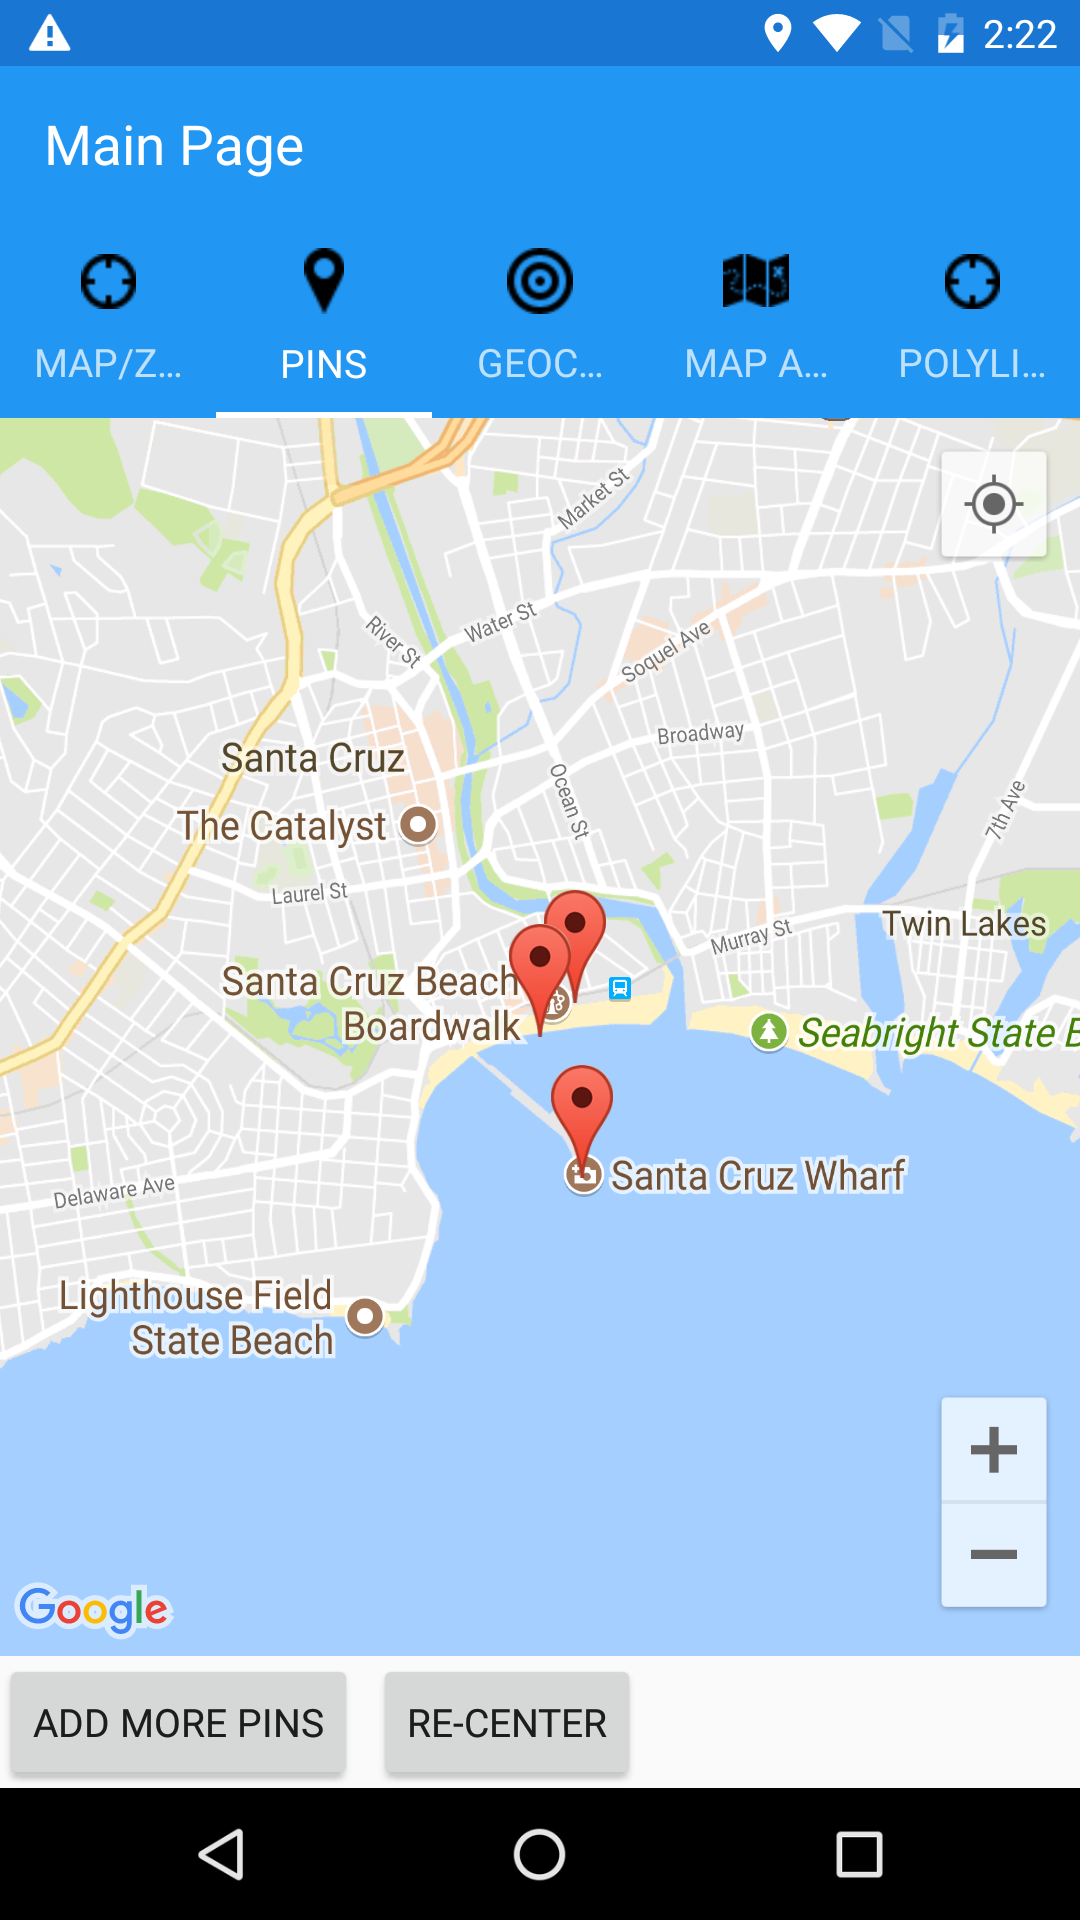 2:22
Main Page
MAP/Z...
PINS
GEOC...
MAP A...
POLYLI...
Market St
Water St
River St
Soquel Ave
Broadway
Santa Cruz
Ocean St
7th Ave
The Catalyst
Laurel St
Murray St
Twin Lakes
Santa Cruz Beach
Boardwalk
Seabright State B
Santa Cruz Wharf
Delaware Ave
Lighthouse Field
State Beach
Google
ADD MORE PINS
RE-CENTER